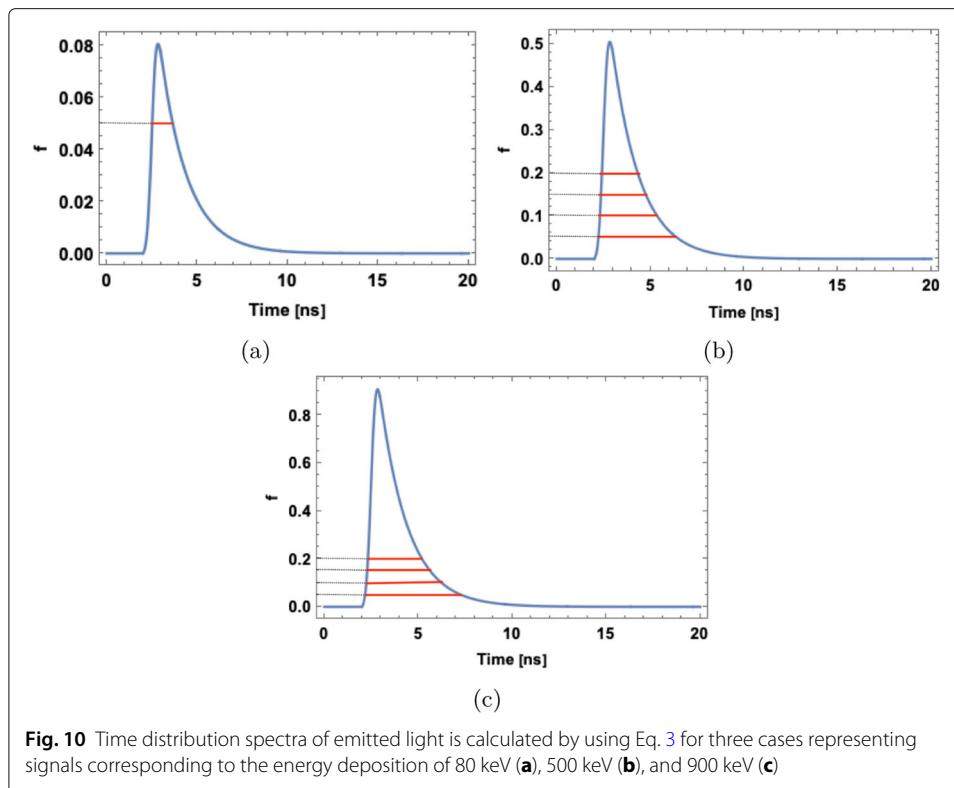 0.08
0.06
0.04
0.02
0.00
f
0 5 10 15 20
Time [ns]
(a)
0.5
0.4
0.3
0.2
0.1
0.0
f
0 5 10 15 20
Time [ns]
(b)
0.8
0.6
0.4
0.2
0.0
f
0 5 10 15 20
Time [ns]
(c)
Fig. 10 Time distribution spectra of emitted light is calculated by using Eq. 3 for three cases representing
signals corresponding to the energy deposition of 80 keV (a), 500 keV (b), and 900 keV (c)